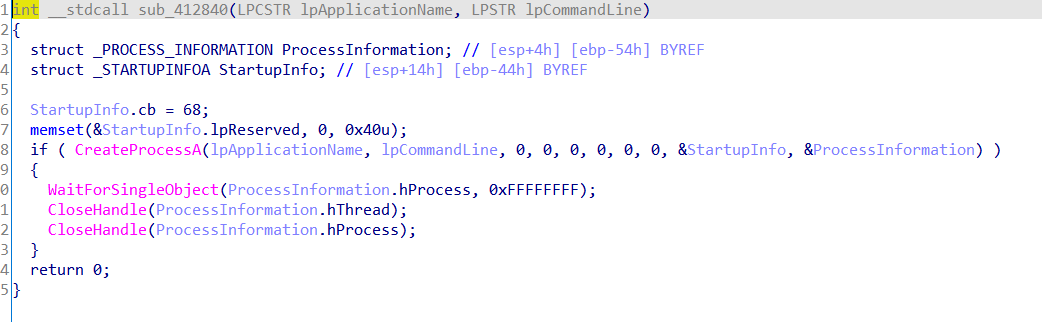 1 int __stdcall sub_412840(LPCSTR lpApplicationName, LPSTR lpCommandLine)
2 {
3   struct _PROCESS_INFORMATION ProcessInformation; // [esp+4h] [ebp-54h] BYREF
4   struct _STARTUPINFOA StartupInfo; // [esp+14h] [ebp-44h] BYREF
5
6   StartupInfo.cb = 68;
7   memset(&StartupInfo.lpReserved, 0, 0x40u);
8   if ( CreateProcessA(lpApplicationName, lpCommandLine, 0, 0, 0, 0, 0, 0, &StartupInfo, &ProcessInformation) )
9   {
0     WaitForSingleObject(ProcessInformation.hProcess, 0xFFFFFFFF);
1     CloseHandle(ProcessInformation.hThread);
2     CloseHandle(ProcessInformation.hProcess);
3   }
4   return 0;
5 }